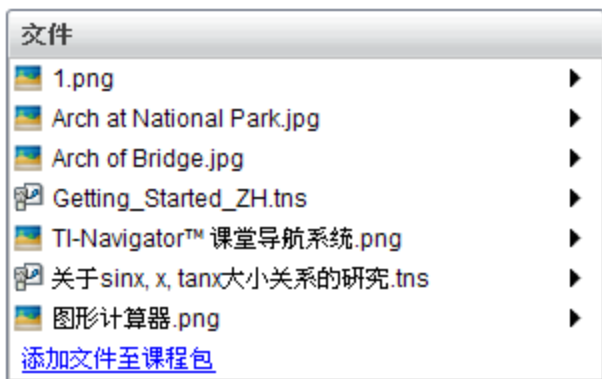 文件
1.png
Arch at National Park.jpg
Arch of Bridge.jpg
Getting_Started_ZH.tns
TI-Navigator™ 课堂导航系统.png
关于sinx, x, tanx大小关系的研究.tns
图形计算器.png
添加文件至课程包